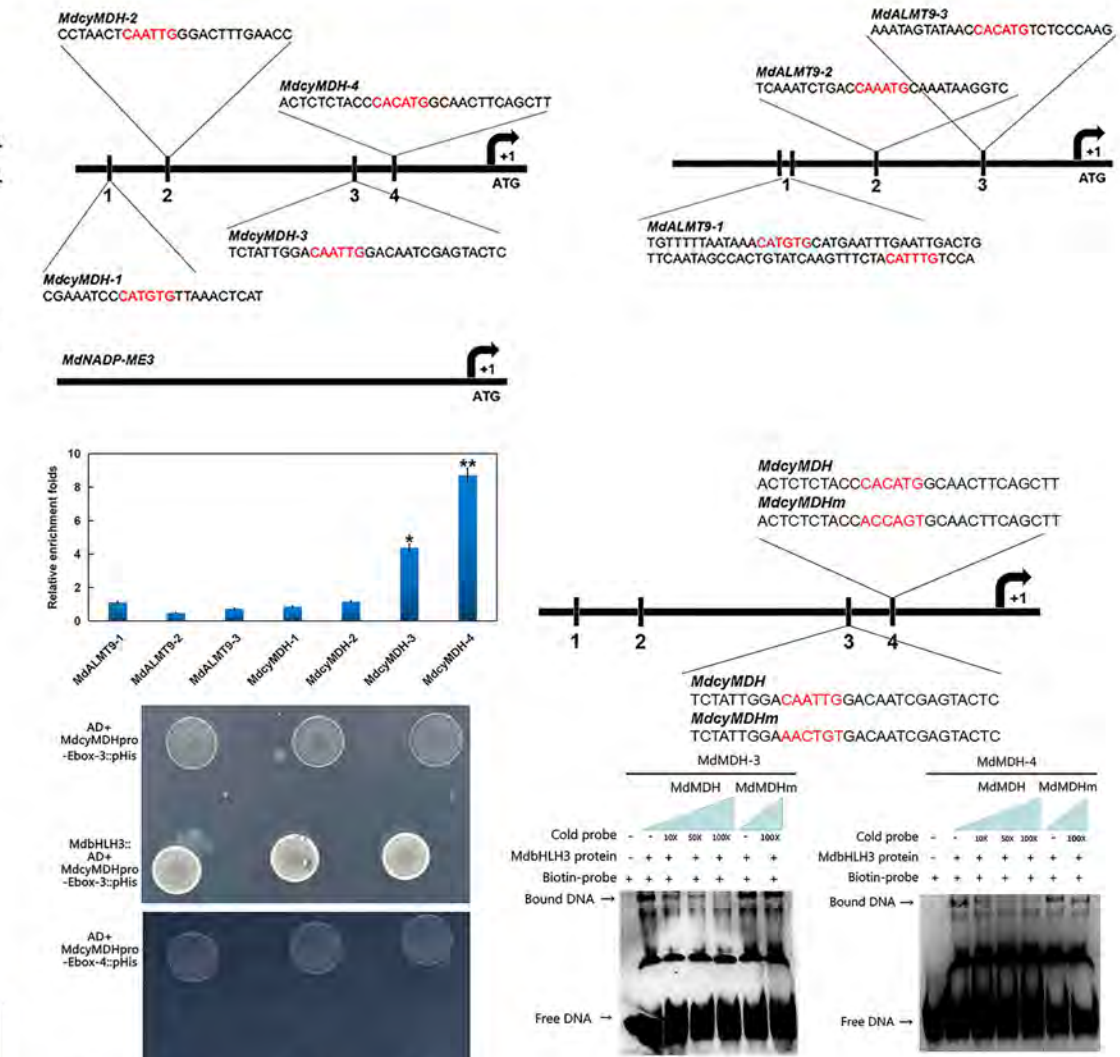 MdcyMDH-2
CCTAACTCAATTGGGACTTTGAACC
MdcyMDH-4
ACTCTCTACCCACATGGCAACTTCAGCTT
+1
ATG
1
2
3
4
MdcyMDH-3
TCTATTGGACAATTGGACAATCGAGTACTC
MdcyMDH-1
CGAAATCCCATGTGTTAAACTCAT
MdALMT9-3
AAATAGTATAACCACATGTCTCCCAAG
MdALMT9-2
TCAAATCTGACCAAATGCAAATAAGGTC
+1
ATG
1
2
3
MdALMT9-1
TGTTTTTAATAAACATGTGCATGAATTTGAATTGACTG
TTCAATAGCCACTGTATCAAGTTTCTACATTTGTCCA
MdNADP-ME3
+1
ATG
Relative enrichment folds
10
8
6
4
2
0
*
**
MdALMT9-1
MdALMT9-2
MdALMT9-3
MdcyMDH-1
MdcyMDH-2
MdcyMDH-3
MdcyMDH-4
MdcyMDH
ACTCTCTACCCACATGGCAACTTCAGCTT
MdcyMDHm
ACTCTCTACCACCAGTGCAACTTCAGCTT
+1
1
2
3
4
MdcyMDH
TCTATTGGACAATTGGACAATCGAGTACTC
MdcyMDHm
TCTATTGGAAACTGTGACAATCGAGTACTC
AD+
MdcyMDHpro
-Ebox-3::pHis
MdbHLH3::
AD+
MdcyMDHpro
-Ebox-3::pHis
AD+
MdcyMDHpro
-Ebox-4::pHis
MdMDH-3
MdMDH MdMDHm
Cold probe - - 10X 50X 100X - 100X
MdbHLH3 protein - + + + + + +
Biotin-probe + + + + + + +
Bound DNA →
Free DNA →
MdMDH-4
MdMDH MdMDHm
Cold probe - - 10X 50X 100X - 100X
MdbHLH3 protein - + + + + + +
Biotin-probe + + + + + + +
Bound DNA →
Free DNA →